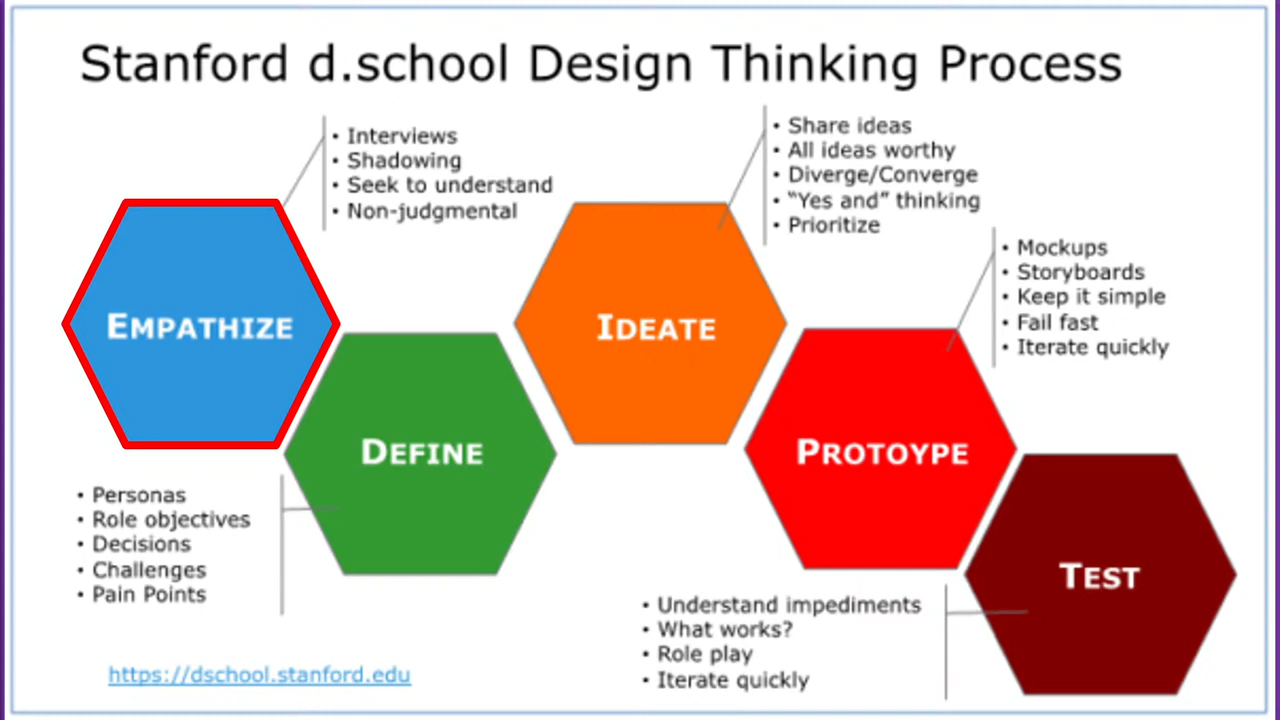 Stanford d.school Design Thinking Process
• Interviews
• Shadowing
• Seek to understand
• Non-judgmental
• Share ideas
• All ideas worthy
• Diverge/Converge
• “Yes and” thinking
• Prioritize
• Mockups
• Storyboards
• Keep it simple
• Fail fast
• Iterate quickly
EMPATHIZE
IDEATE
DEFINE
PROTOYPE
TEST
• Personas
• Role objectives
• Decisions
• Challenges
• Pain Points
• Understand impediments
• What works?
• Role play
• Iterate quickly
https://dschool.stanford.edu